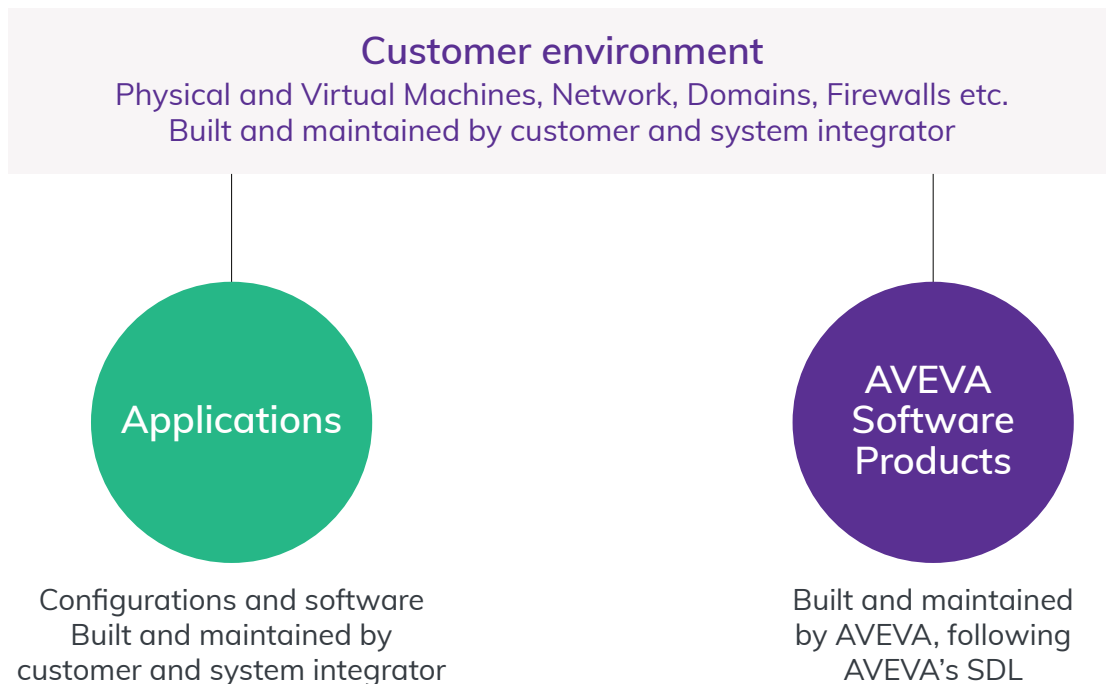 Customer environment
Physical and Virtual Machines, Network, Domains, Firewalls etc.
Built and maintained by customer and system integrator
Applications
AVEVA
Software
Products
Configurations and software
Built and maintained by
customer and system integrator
Built and maintained
by AVEVA, following
AVEVA’s SDL